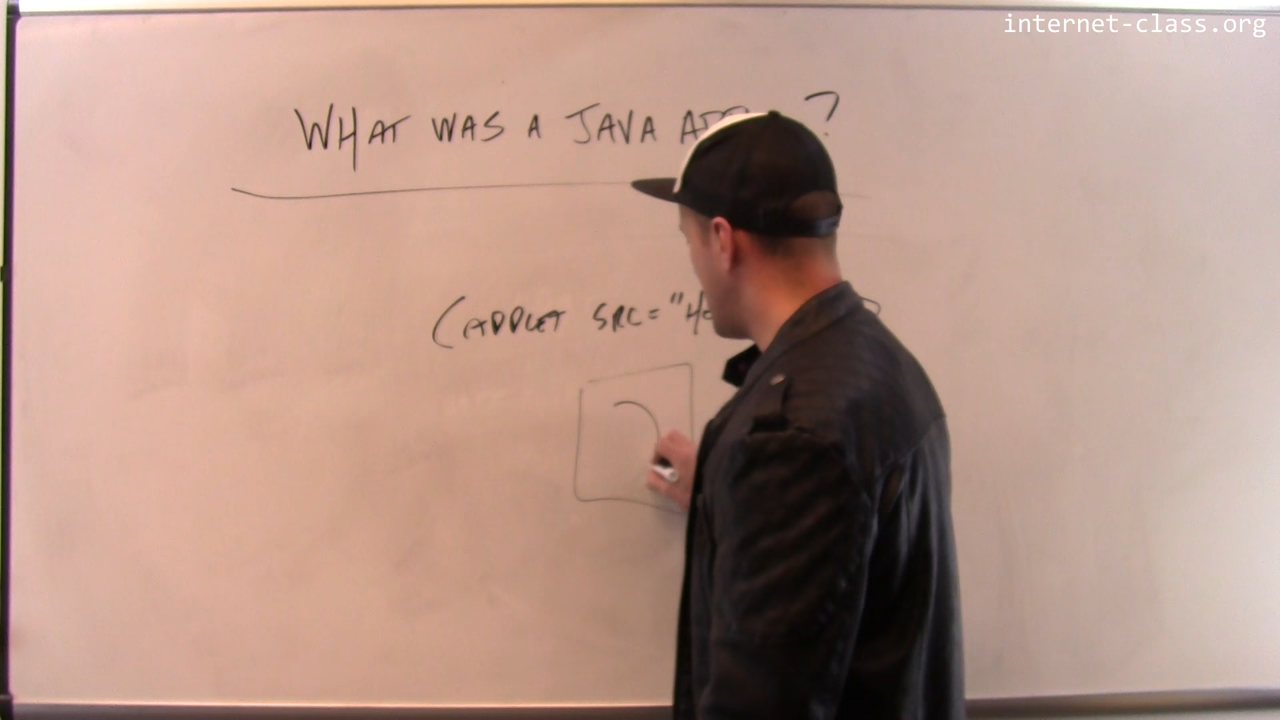 internet-class.org
WHAT WAS A JAVA ?
(APPLET SRC="